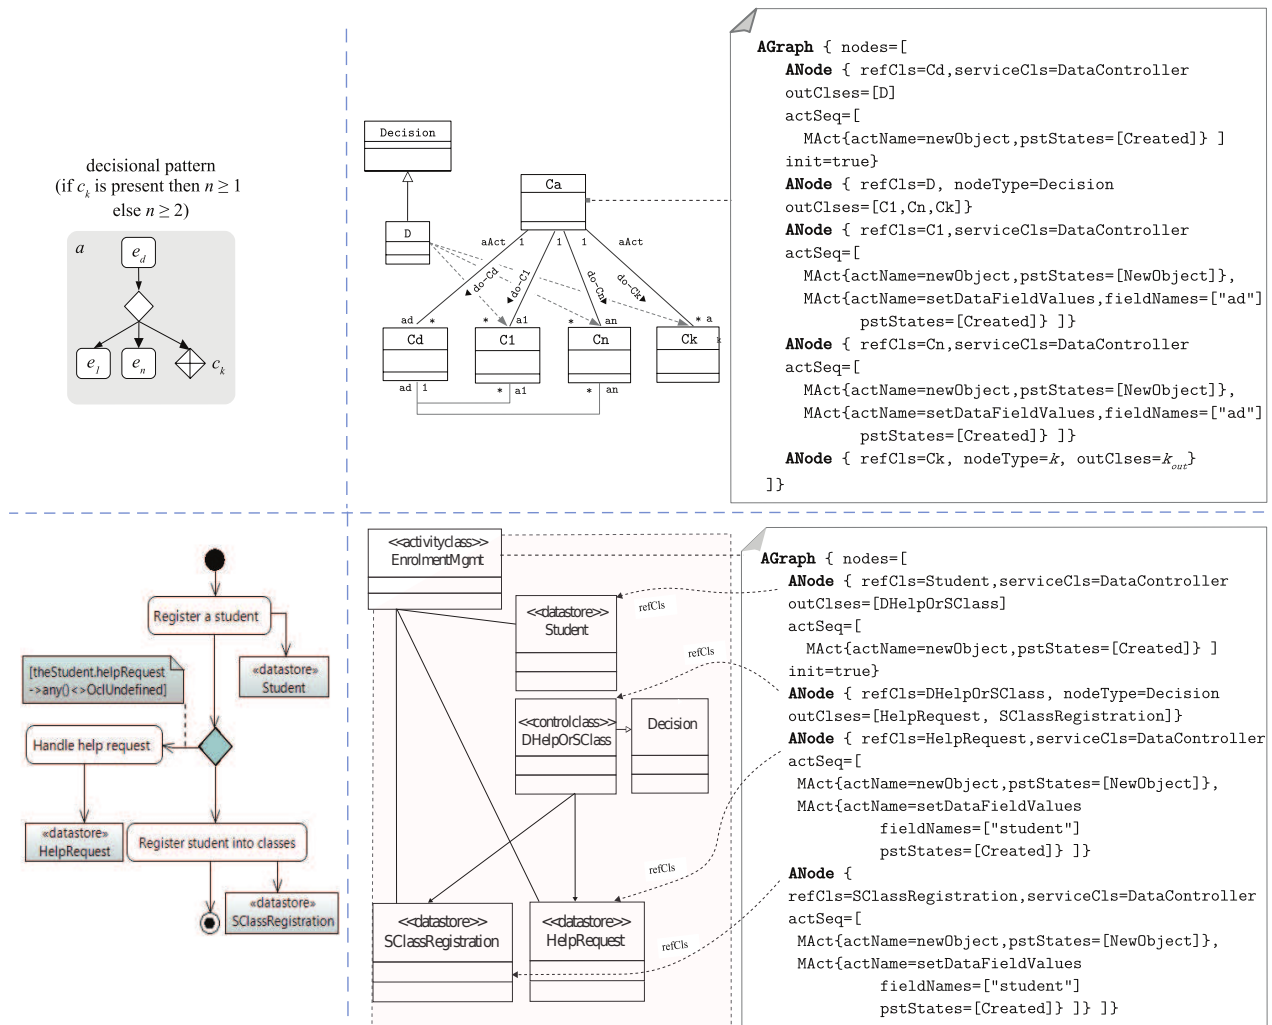 decisional pattern
(if c_k is present then n ≥ 1
else n ≥ 2)
a
e_d
e_1
e_n
c_k
Decision
D
Ca
aAct
1
1
1
aAct
do-Cd
do-C1
do-Cn
do-Ck
ad
*
*
a1
*
an
*
a
k
Cd
C1
Cn
Ck
ad
1
*
a1
*
an
AGraph { nodes=[
ANode { refCls=Cd,serviceCls=DataController
outClses=[D]
actSeq=[
MAct{actName=newObject,pstStates=[Created]} ]
init=true}
ANode { refCls=D, nodeType=Decision
outClses=[C1,Cn,Ck]}
ANode { refCls=C1,serviceCls=DataController
actSeq=[
MAct{actName=newObject,pstStates=[NewObject]},
MAct{actName=setDataFieldValues,fieldNames=["ad"]
pstStates=[Created]} ]}
ANode { refCls=Cn,serviceCls=DataController
actSeq=[
MAct{actName=newObject,pstStates=[NewObject]},
MAct{actName=setDataFieldValues,fieldNames=["ad"]
pstStates=[Created]} ]}
ANode { refCls=Ck, nodeType=k, outClses=k_out}
]}
Register a student
[theStudent.helpRequest
->any()<>OclUndefined]
«datastore»
Student
Handle help request
«datastore»
HelpRequest
Register student into classes
«datastore»
SClassRegistration
<<activityclass>>
EnrolmentMgmt
<<datastore>>
Student
refCls
refCls
<<controlclass>>
DHelpOrSClass
Decision
refCls
<<datastore>>
SClassRegistration
<<datastore>>
HelpRequest
refCls
AGraph { nodes=[
ANode { refCls=Student,serviceCls=DataController
outClses=[DHelpOrSClass]
actSeq=[
MAct{actName=newObject,pstStates=[Created]} ]
init=true}
ANode { refCls=DHelpOrSClass, nodeType=Decision
outClses=[HelpRequest, SClassRegistration]}
ANode { refCls=HelpRequest,serviceCls=DataController
actSeq=[
MAct{actName=newObject,pstStates=[NewObject]},
MAct{actName=setDataFieldValues
fieldNames=["student"]
pstStates=[Created]} ]}
ANode {
refCls=SClassRegistration,serviceCls=DataController
actSeq=[
MAct{actName=newObject,pstStates=[NewObject]},
MAct{actName=setDataFieldValues
fieldNames=["student"]
pstStates=[Created]} ]} ]}